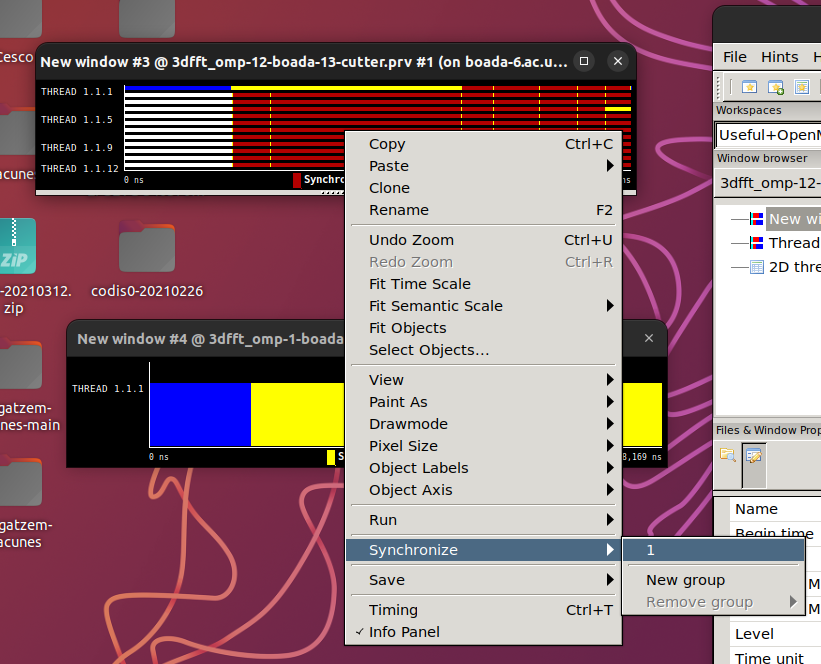 Cesco
acune
-20210312.
zip
ZIP
codis0-20210226
gatzem-
nes-main
gatzem-
acunes
New window #3 @ 3dfft_omp-12-boada-13-cutter.prv #1 (on boada-6.ac.u...
THREAD 1.1.1
THREAD 1.1.5
THREAD 1.1.9
THREAD 1.1.12
0 ns
Synchr
ns
New window #4 @ 3dfft_omp-1-boada
THREAD 1.1.1
0 ns
S
8,169 ns
Copy Ctrl+C
Paste
Clone
Rename F2
Undo Zoom Ctrl+U
Redo Zoom Ctrl+R
Fit Time Scale
Fit Semantic Scale
Fit Objects
Select Objects...
View
Paint As
Drawmode
Pixel Size
Object Labels
Object Axis
Run
Synchronize
Save
Timing Ctrl+T
Info Panel
1
New group
Remove group
File Hints H
Workspaces
Useful+OpenM
Window browser
3dfft_omp-12-
New wi
Thread
2D thre
Files & Window Prop
Name
Begin time
M
M
Level
Time unit